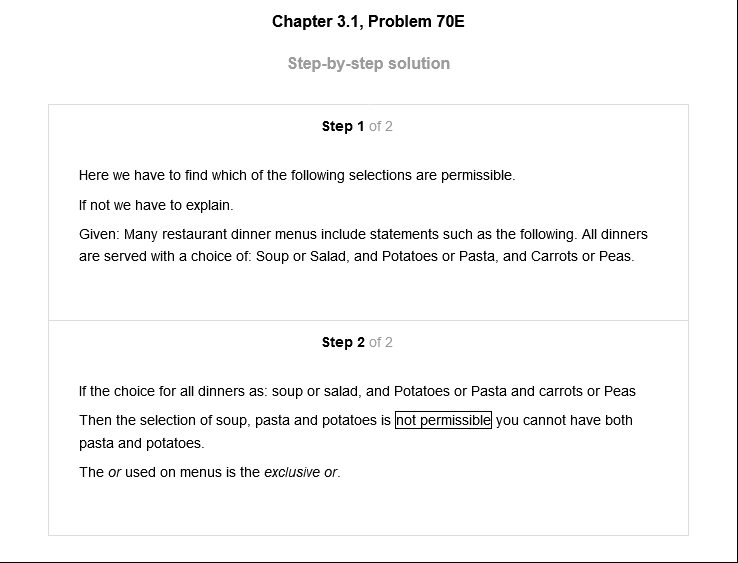 Chapter 3.1, Problem 70E
Step-by-step solution
Step 1 of 2
Here we have to find which of the following selections are permissible.
If not we have to explain.
Given: Many restaurant dinner menus include statements such as the following. All dinners
are served with a choice of: Soup or Salad, and Potatoes or Pasta, and Carrots or Peas.
Step 2 of 2
If the choice for all dinners as: soup or salad, and Potatoes or Pasta and carrots or Peas
Then the selection of soup, pasta and potatoes is not permissible you cannot have both
pasta and potatoes.
The or used on menus is the exclusive or.